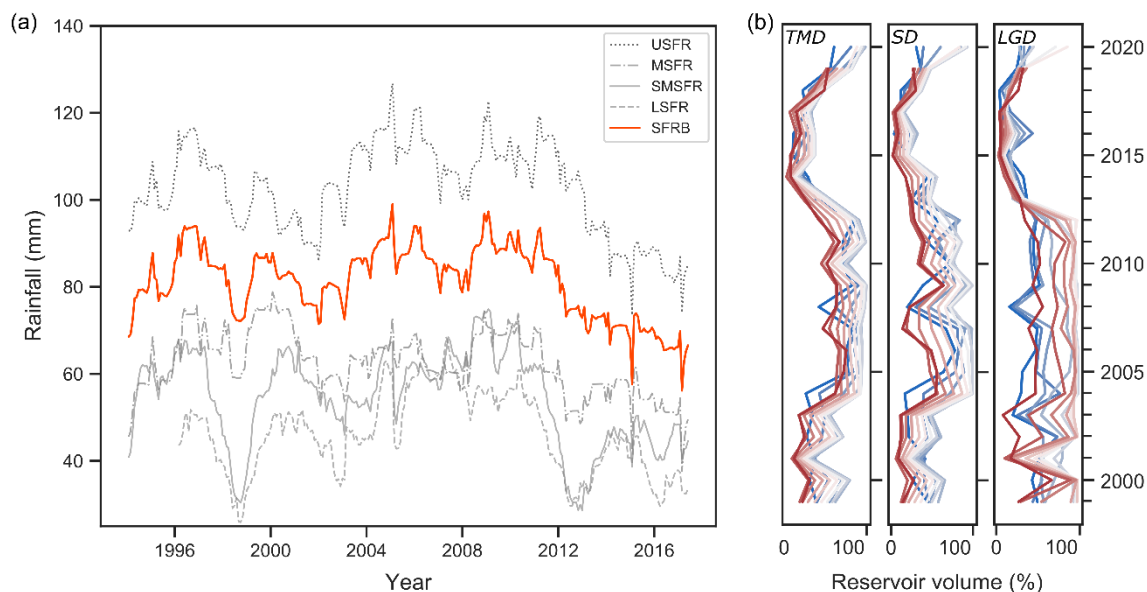 (a)
140
120
100
80
60
40
Rainfall (mm)
1996
2000
2004
2008
2012
2016
Year
USFR
MSFR
SMSFR
LSFR
SFRB
(b)
TMD
SD
LGD
2020
2015
2010
2005
2000
0
100
0
100
0
100
Reservoir volume (%)